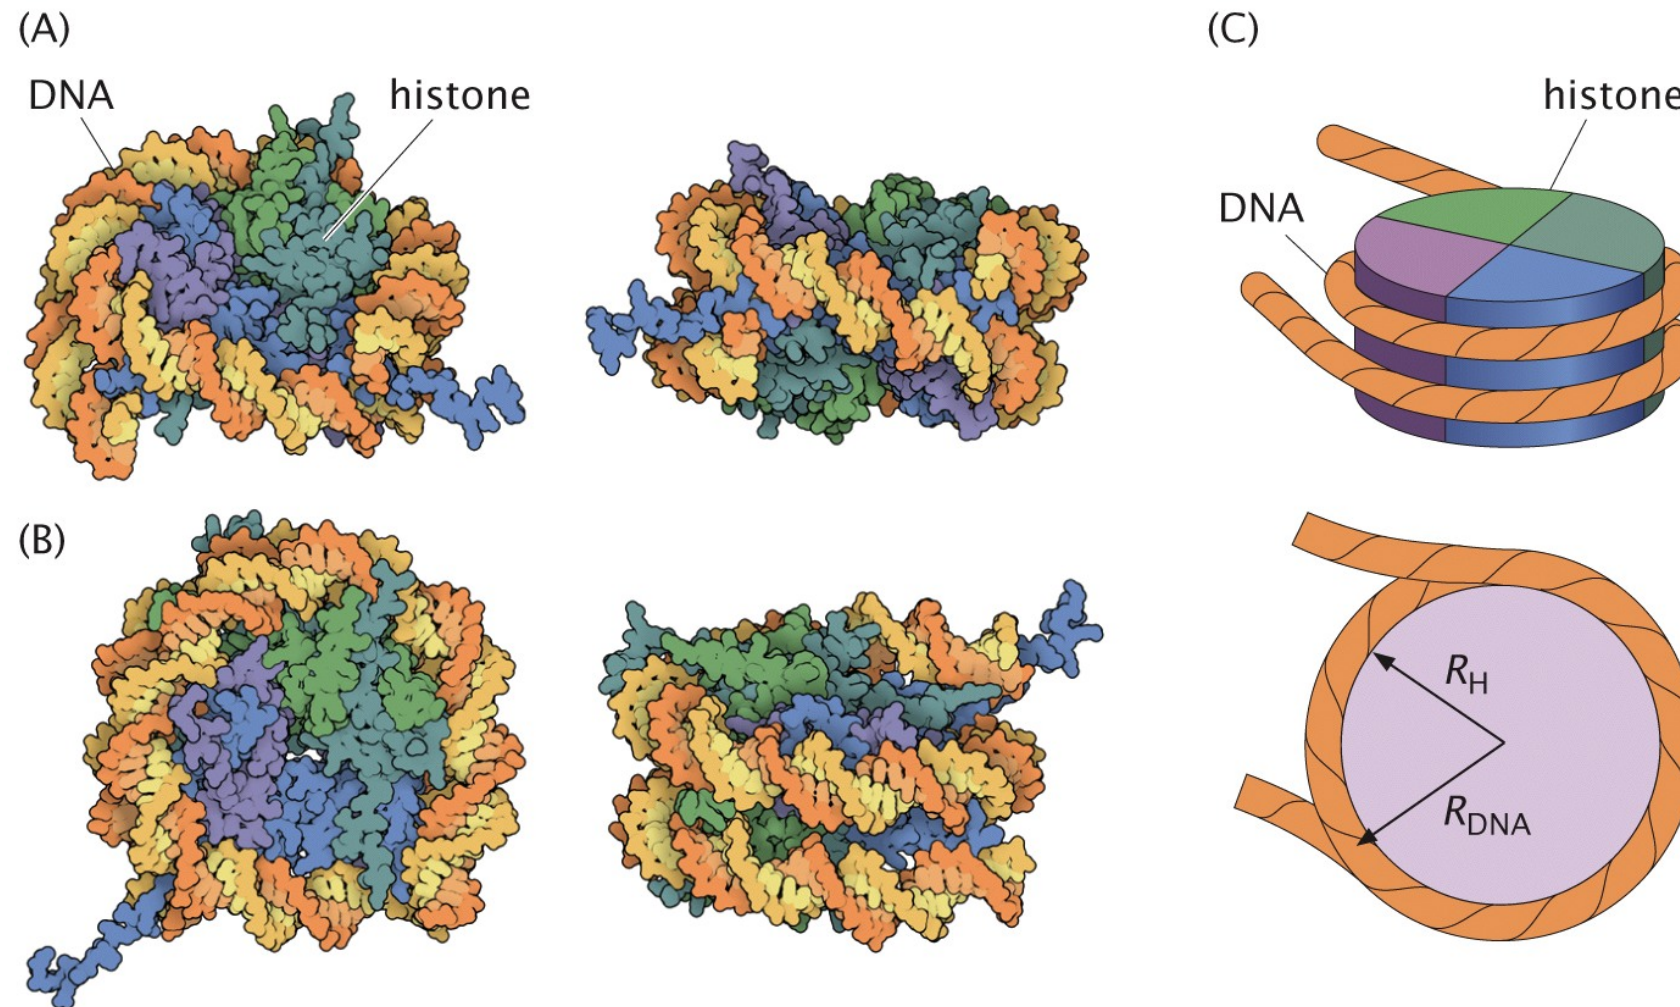 (A)
DNA
histone
(B)
(C)
histone
DNA
RH
RDNA